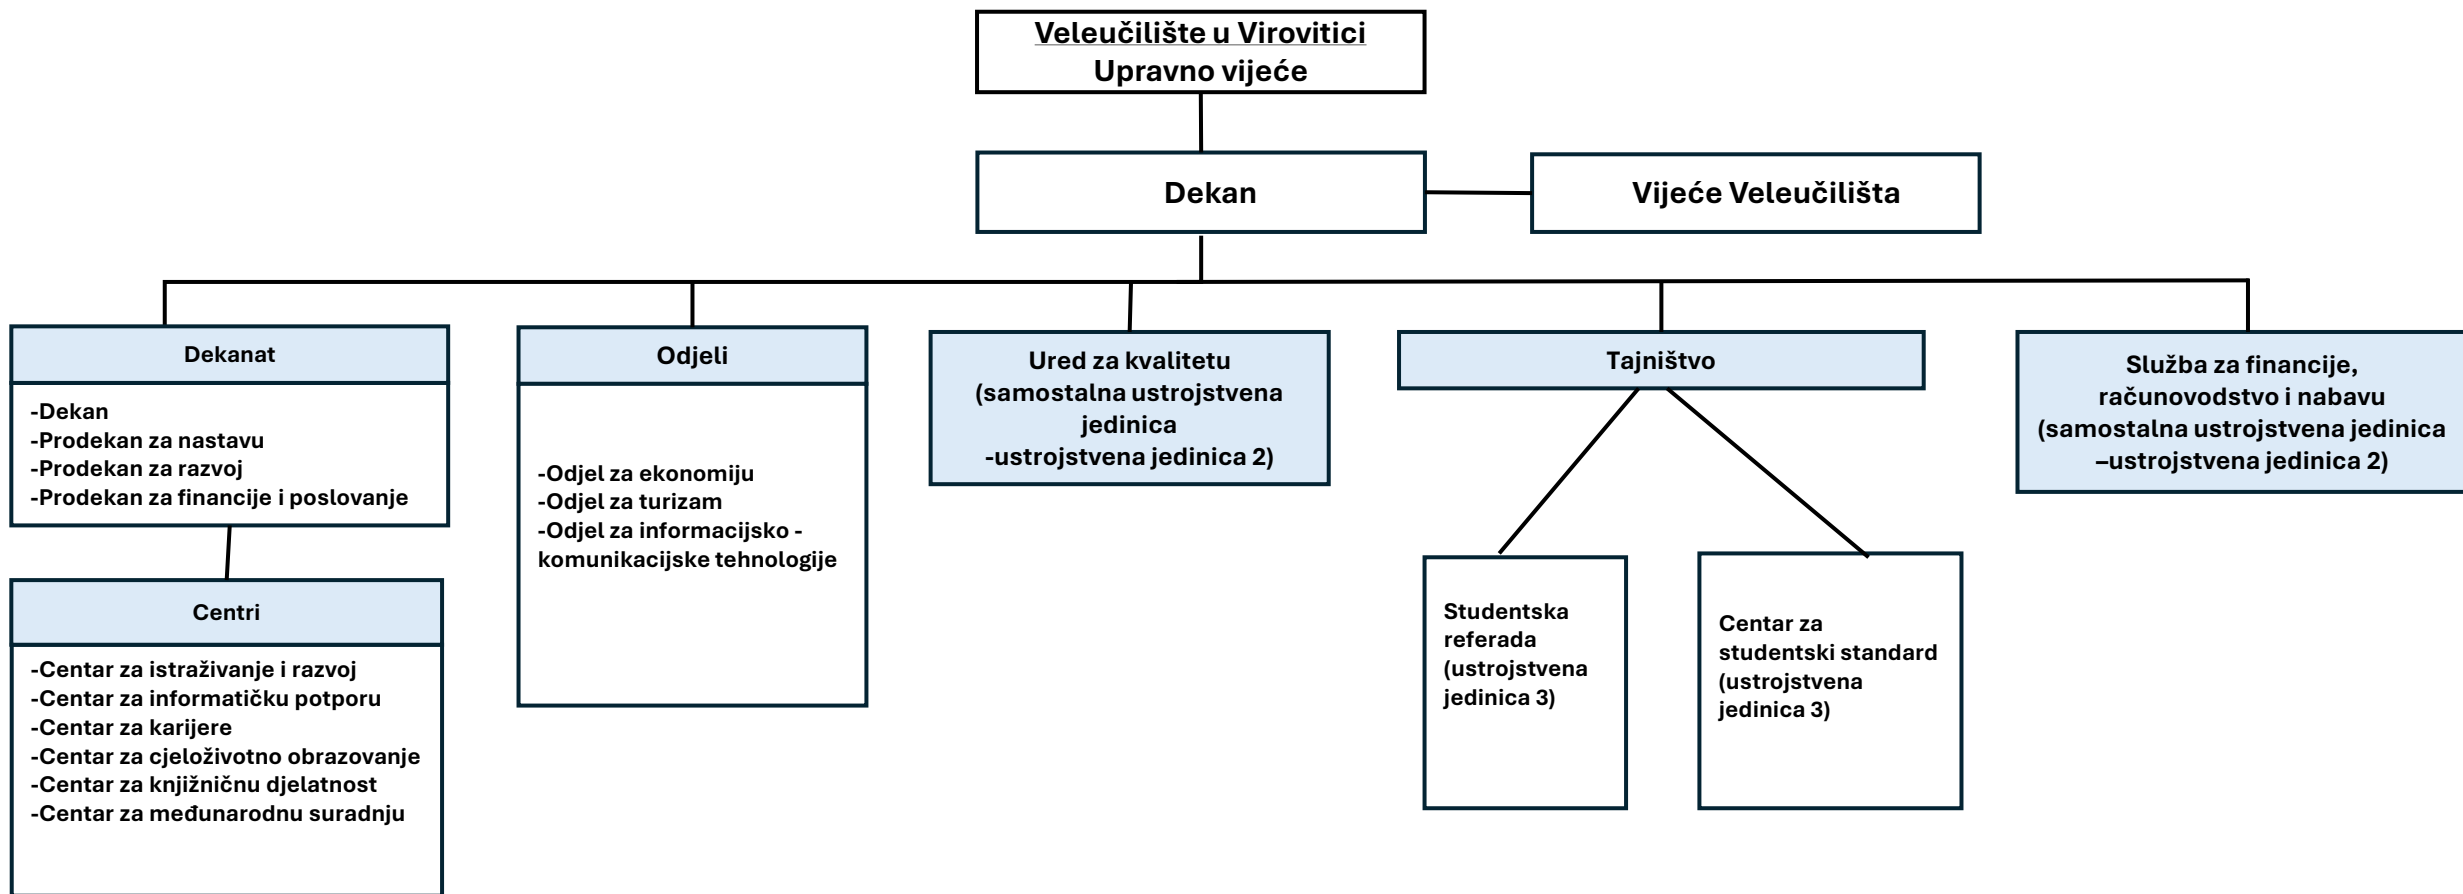 Veleučilište u Virovitici
Upravno vijeće
Dekan
Vijeće Veleučilišta
Dekanat
-Dekan
-Prodekan za nastavu
-Prodekan za razvoj
-Prodekan za financije i poslovanje
Centri
-Centar za istraživanje i razvoj
-Centar za informatičku potporu
-Centar za karijere
-Centar za cjeloživotno obrazovanje
-Centar za knjižničnu djelatnost
-Centar za međunarodnu suradnju
Odjeli
-Odjel za ekonomiju
-Odjel za turizam
-Odjel za informacijsko -
komunikacijske tehnologije
Ured za kvalitetu
(samostalna ustrojstvena
jedinica
-ustrojstvena jedinica 2)
Tajništvo
Studentska
referada
(ustrojstvena
jedinica 3)
Centar za
studentski standard
(ustrojstvena
jedinica 3)
Služba za financije,
računovodstvo i nabavu
(samostalna ustrojstvena jedinica
–ustrojstvena jedinica 2)